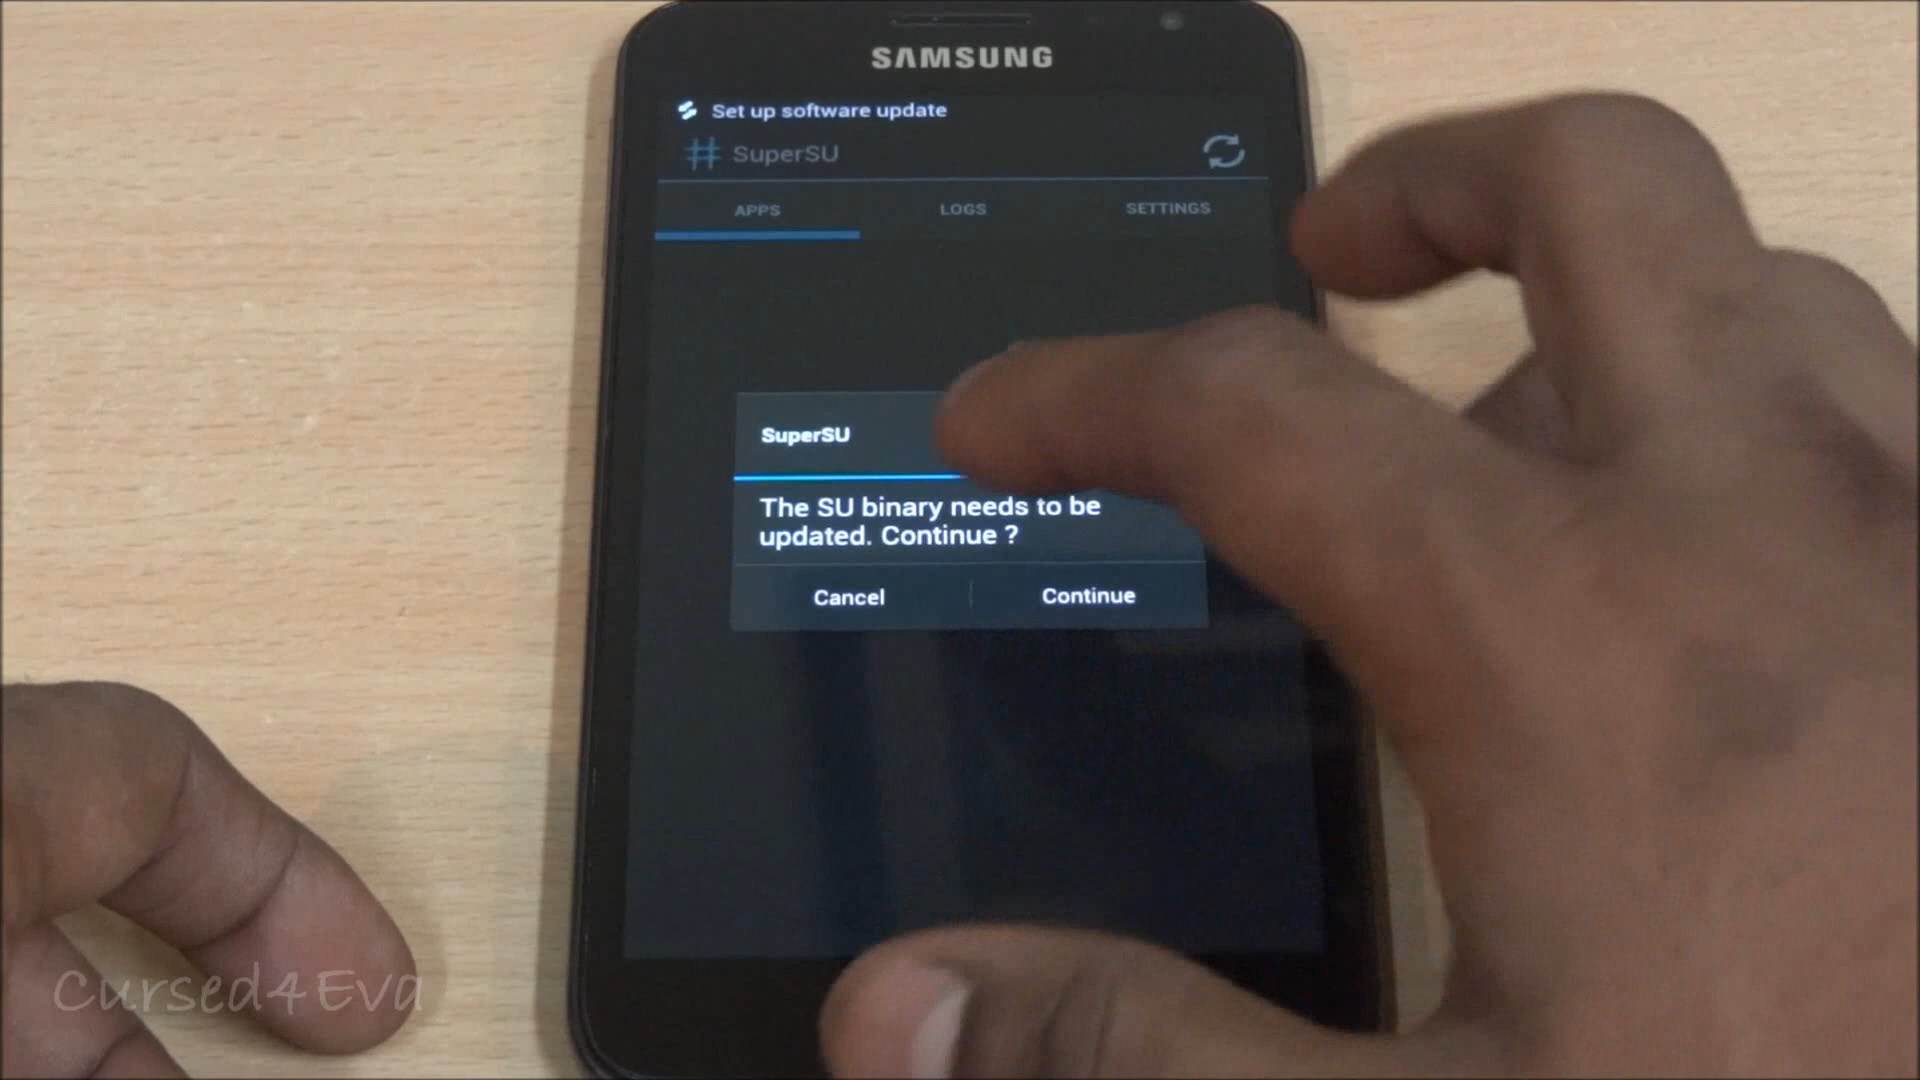 SAMSUNG
Set up software update
SuperSU
APPS
LOGS
SETTINGS
SuperSU
The SU binary needs to be
updated. Continue ?
Cancel
Continue
Cursed4Eva